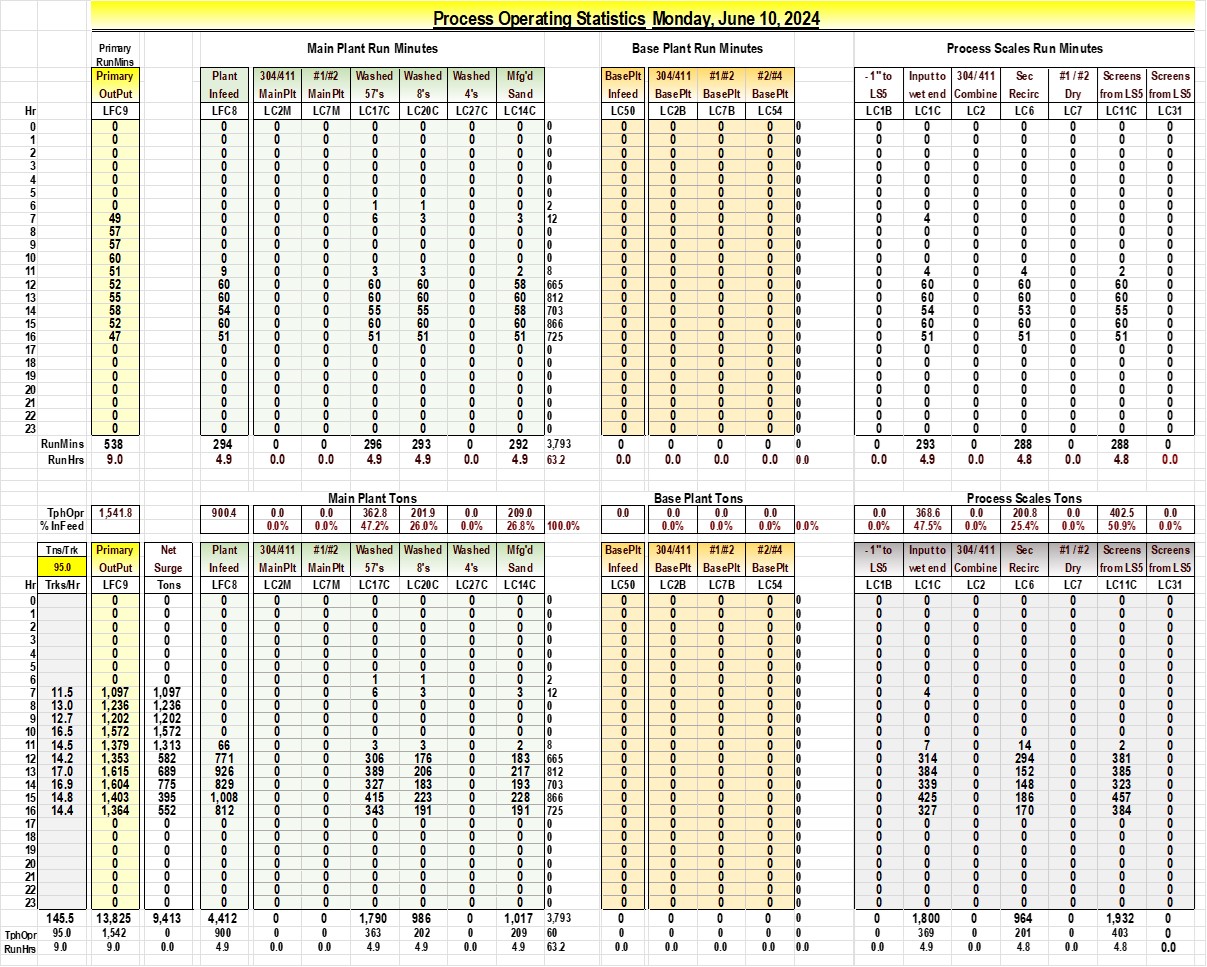 Process Operating Statistics Monday, June 10, 2024
Primary Main Plant Run Minutes Base Plant Run Minutes Process Scales Run Minutes
RunMins
Primary Plant 304/411 #1/#2 Washed Washed Washed Mfg'd BasePlt 304/411 #1/#2 #2/#4 - 1" to Input to 304/ 411 Sec #1 / #2 Screens Screens
OutPut Infeed MainPlt MainPlt 57's 8's 4's Sand Infeed BasePlt BasePlt BasePlt LS5 wet end Combine Recirc Dry from LS5 from LS5
Hr LFC9 LFC8 LC2M LC7M LC17C LC20C LC27C LC14C LC50 LC2B LC7B LC54 LC1B LC1C LC2 LC6 LC7 LC11C LC31
0 0 0 0 0 0 0 0 0 0 0 0 0 0 0 0 0 0 0 0 0 0
1 0 0 0 0 0 0 0 0 0 0 0 0 0 0 0 0 0 0 0 0 0
2 0 0 0 0 0 0 0 0 0 0 0 0 0 0 0 0 0 0 0 0 0
3 0 0 0 0 0 0 0 0 0 0 0 0 0 0 0 0 0 0 0 0 0
4 0 0 0 0 0 0 0 0 0 0 0 0 0 0 0 0 0 0 0 0 0
5 0 0 0 0 0 0 0 0 0 0 0 0 0 0 0 0 0 0 0 0 0
6 0 0 0 0 1 1 0 0 2 0 0 0 0 0 0 0 0 0 0 0 0
7 49 0 0 0 6 3 0 3 12 0 0 0 0 0 0 4 0 0 0 0 0
8 57 0 0 0 0 0 0 0 0 0 0 0 0 0 0 0 0 0 0 0 0
9 57 0 0 0 0 0 0 0 0 0 0 0 0 0 0 0 0 0 0 0 0
10 60 0 0 0 0 0 0 0 0 0 0 0 0 0 0 0 0 0 0 0 0
11 51 9 0 0 3 3 0 2 8 0 0 0 0 0 0 4 0 4 0 2 0
12 52 60 0 0 60 60 0 58 665 0 0 0 0 0 0 60 0 60 0 60 0
13 55 60 0 0 60 60 0 60 812 0 0 0 0 0 0 60 0 60 0 60 0
14 58 54 0 0 55 55 0 58 703 0 0 0 0 0 0 54 0 53 0 55 0
15 52 60 0 0 60 60 0 60 866 0 0 0 0 0 0 60 0 60 0 60 0
16 47 51 0 0 51 51 0 51 725 0 0 0 0 0 0 51 0 51 0 51 0
17 0 0 0 0 0 0 0 0 0 0 0 0 0 0 0 0 0 0 0 0 0
18 0 0 0 0 0 0 0 0 0 0 0 0 0 0 0 0 0 0 0 0 0
19 0 0 0 0 0 0 0 0 0 0 0 0 0 0 0 0 0 0 0 0 0
20 0 0 0 0 0 0 0 0 0 0 0 0 0 0 0 0 0 0 0 0 0
21 0 0 0 0 0 0 0 0 0 0 0 0 0 0 0 0 0 0 0 0 0
22 0 0 0 0 0 0 0 0 0 0 0 0 0 0 0 0 0 0 0 0 0
23 0 0 0 0 0 0 0 0 0 0 0 0 0 0 0 0 0 0 0 0 0
RunMins 538 294 0 0 296 293 0 292 3,793 0 0 0 0 0 0 293 0 288 0 288 0
Run Hrs 9.0 4.9 0.0 0.0 4.9 4.9 0.0 4.9 63.2 0.0 0.0 0.0 0.0 0.0 0.0 4.9 0.0 4.8 0.0 4.8 0.0
Main Plant Tons Base Plant Tons Process Scales Tons
TphOpr 1,541.8 900.4 0.0 0.0 362.8 201.9 0.0 209.0 0.0 0.0 0.0 0.0 0.0 368.6 0.0 200.8 0.0 402.5 0.0
% InFeed 0.0% 0.0% 47.2% 26.0% 0.0% 26.8% 100.0% 0.0% 0.0% 0.0% 0.0% 0.0% 47.5% 0.0% 25.4% 0.0% 50.9% 0.0%
Tns/Trk Primary Net Plant 304/411 #1/#2 Washed Washed Washed Mfg'd BasePlt 304/411 #1/#2 #2/#4 - 1" to Input to 304/ 411 Sec #1 / #2 Screens Screens
95.0 OutPut Surge Infeed MainPlt MainPlt 57's 8's 4's Sand Infeed BasePlt BasePlt BasePlt LS5 wet end Combine Recirc Dry from LS5 from LS5
Hr Trks/Hr LFC9 Tons LFC8 LC2M LC7M LC17C LC20C LC27C LC14C LC50 LC2B LC7B LC54 LC1B LC1C LC2 LC6 LC7 LC11C LC31
0 0 0 0 0 0 0 0 0 0 0 0 0 0 0 0 0 0 0 0 0 0 0
1 0 0 0 0 0 0 0 0 0 0 0 0 0 0 0 0 0 0 0 0 0 0
2 0 0 0 0 0 0 0 0 0 0 0 0 0 0 0 0 0 0 0 0 0 0
3 0 0 0 0 0 0 0 0 0 0 0 0 0 0 0 0 0 0 0 0 0 0
4 0 0 0 0 0 0 0 0 0 0 0 0 0 0 0 0 0 0 0 0 0 0
5 0 0 0 0 0 0 0 0 0 0 0 0 0 0 0 0 0 0 0 0 0 0
6 0 0 0 0 0 1 1 0 0 2 0 0 0 0 0 0 0 0 0 0 0 0
7 11.5 1,097 1,097 0 0 0 6 3 0 3 12 0 0 0 0 0 0 4 0 0 0 0 0
8 13.0 1,236 1,236 0 0 0 0 0 0 0 0 0 0 0 0 0 0 0 0 0 0 0 0
9 12.7 1,202 1,202 0 0 0 0 0 0 0 0 0 0 0 0 0 0 0 0 0 0 0 0
10 16.5 1,572 1,572 0 0 0 0 0 0 0 0 0 0 0 0 0 0 0 0 0 0 0 0
11 14.5 1,379 1,313 66 0 0 3 3 0 2 8 0 0 0 0 0 0 7 0 14 0 2 0
12 14.2 1,353 582 771 0 0 306 176 0 183 665 0 0 0 0 0 0 314 0 294 0 381 0
13 17.0 1,615 689 926 0 0 389 206 0 217 812 0 0 0 0 0 0 384 0 152 0 385 0
14 16.9 1,604 775 829 0 0 327 183 0 193 703 0 0 0 0 0 0 339 0 148 0 323 0
15 14.8 1,403 395 1,008 0 0 415 223 0 228 866 0 0 0 0 0 0 425 0 186 0 457 0
16 14.4 1,364 552 812 0 0 343 191 0 191 725 0 0 0 0 0 0 327 0 170 0 384 0
17 0 0 0 0 0 0 0 0 0 0 0 0 0 0 0 0 0 0 0 0 0 0
18 0 0 0 0 0 0 0 0 0 0 0 0 0 0 0 0 0 0 0 0 0 0
19 0 0 0 0 0 0 0 0 0 0 0 0 0 0 0 0 0 0 0 0 0 0
20 0 0 0 0 0 0 0 0 0 0 0 0 0 0 0 0 0 0 0 0 0 0
21 0 0 0 0 0 0 0 0 0 0 0 0 0 0 0 0 0 0 0 0 0 0
22 0 0 0 0 0 0 0 0 0 0 0 0 0 0 0 0 0 0 0 0 0 0
23 0 0 0 0 0 0 0 0 0 0 0 0 0 0 0 0 0 0 0 0 0 0
145.5 13,825 9,413 4,412 0 0 1,790 986 0 1,017 3,793 0 0 0 0 0 0 1,800 0 964 0 1,932 0
TphOpr 95.0 1,542 0 900 0 0 363 202 0 209 60 0 0 0 0 0 0 369 0 201 0 403 0
RunHrs 9.0 9.0 0.0 4.9 0.0 0.0 4.9 4.9 0.0 4.9 63.2 0.0 0.0 0.0 0.0 0.0 0.0 4.9 0.0 4.8 0.0 4.8 0.0